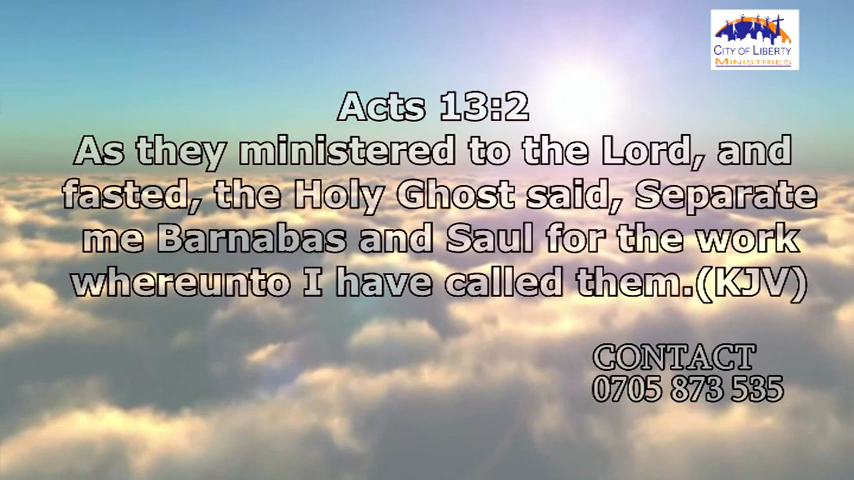 CITY OF LIBERTY
MINISTRIES
Acts 13:2
As they ministered to the Lord, and
fasted, the Holy Ghost said, Separate
me Barnabas and Saul for the work
whereunto I have called them.(KJV)
CONTACT
0705 873 535